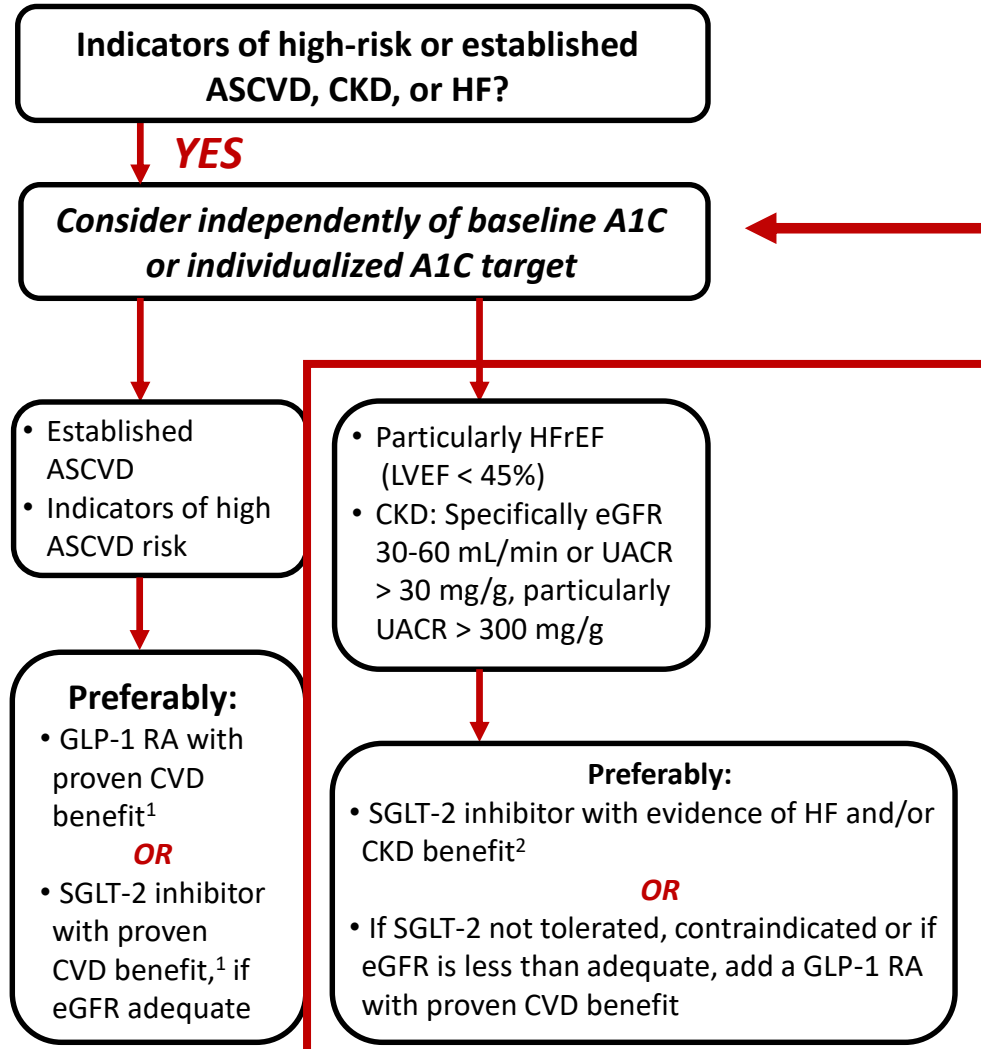 Indicators of high-risk or established
ASCVD, CKD, or HF?
YES
Consider independently of baseline A1C
or individualized A1C target
• Established
ASCVD
• Indicators of high
ASCVD risk
• Particularly HFrEF
(LVEF < 45%)
• CKD: Specifically eGFR
30-60 mL/min or UACR
> 30 mg/g, particularly
UACR > 300 mg/g
Preferably:
• GLP-1 RA with
proven CVD
benefit¹
OR
• SGLT-2 inhibitor
with proven
CVD benefit,¹ if
eGFR adequate
Preferably:
• SGLT-2 inhibitor with evidence of HF and/or
CKD benefit²
OR
• If SGLT-2 not tolerated, contraindicated or if
eGFR is less than adequate, add a GLP-1 RA
with proven CVD benefit